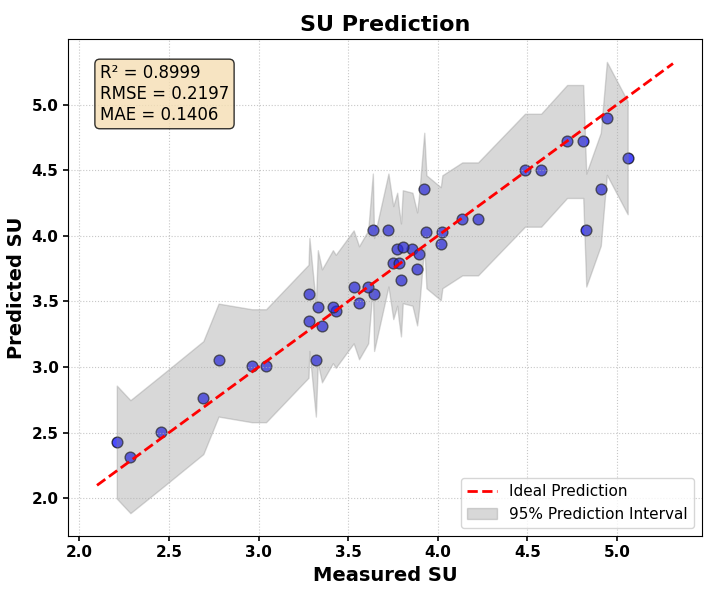 SU Prediction
R² = 0.8999
RMSE = 0.2197
MAE = 0.1406
Predicted SU
5.0
4.5
4.0
3.5
3.0
2.5
2.0
Ideal Prediction
95% Prediction Interval
2.0 2.5 3.0 3.5 4.0 4.5 5.0
Measured SU